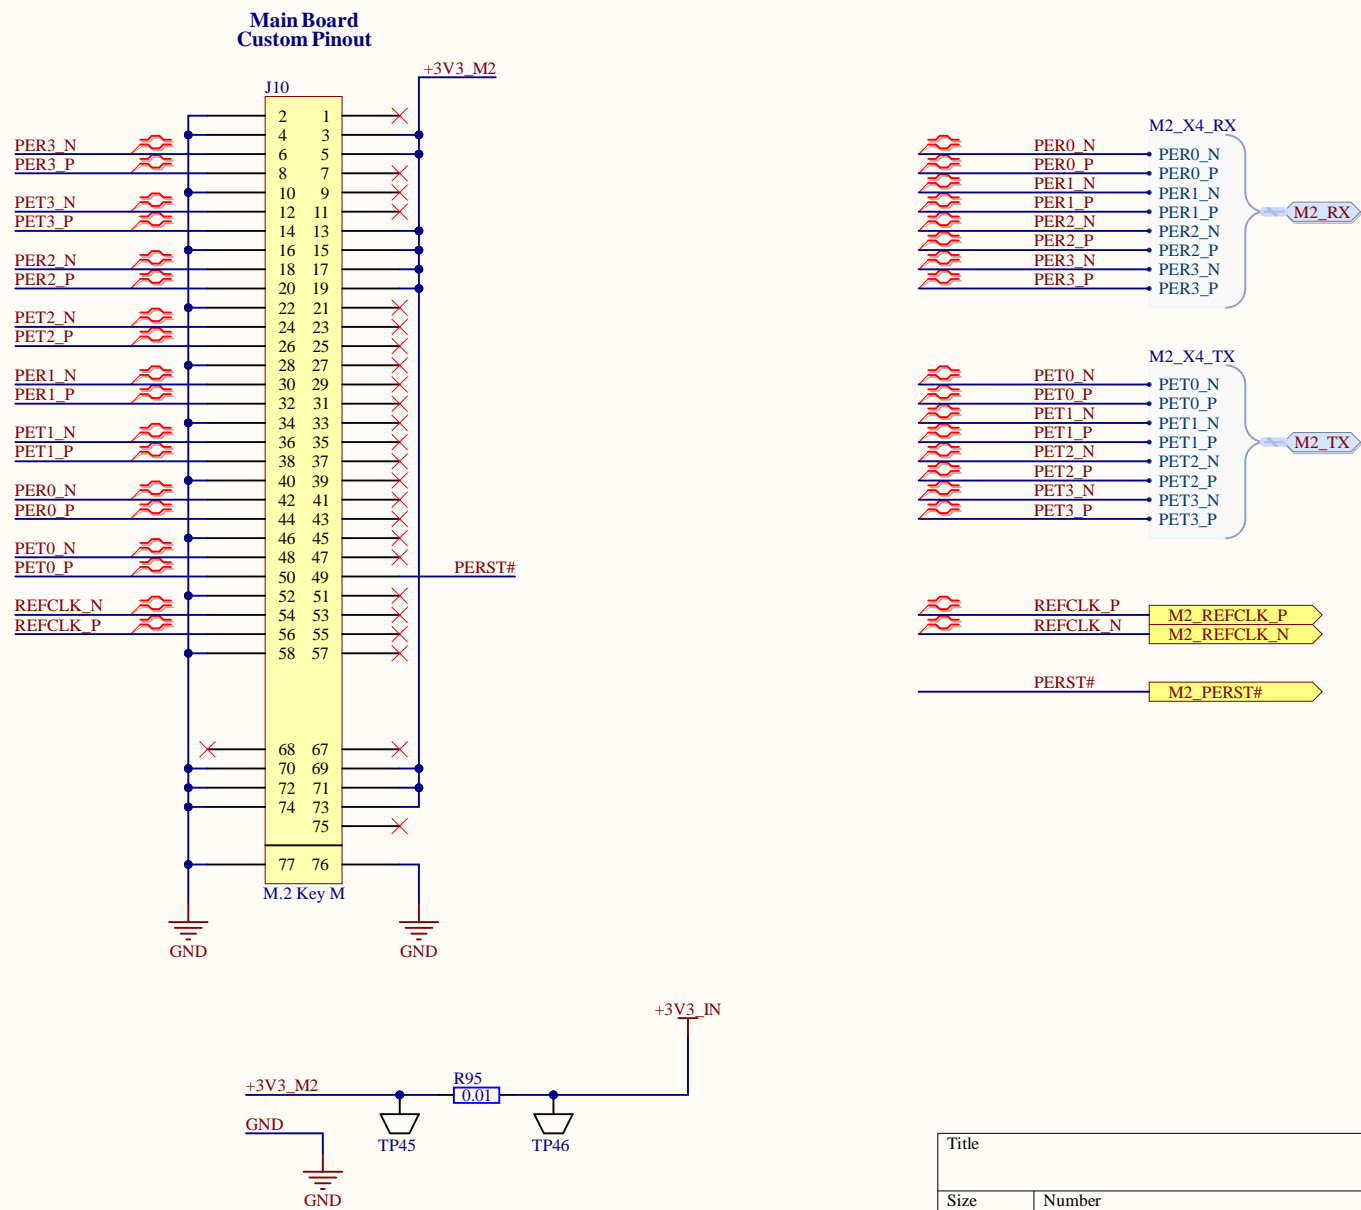 Main Board
Custom Pinout
+3V3_M2
J10
2 1
4 3
PER3_N 6 5
PER3_P 8 7
10 9
PET3_N 12 11
PET3_P 14 13
16 15
PER2_N 18 17
PER2_P 20 19
22 21
PET2_N 24 23
PET2_P 26 25
28 27
PER1_N 30 29
PER1_P 32 31
34 33
PET1_N 36 35
PET1_P 38 37
40 39
PER0_N 42 41
PER0_P 44 43
46 45
PET0_N 48 47
PET0_P 50 49 PERST#
52 51
REFCLK_N 54 53
REFCLK_P 56 55
58 57
68 67
70 69
72 71
74 73
75
77 76
M.2 Key M
GND GND
M2_X4_RX
PER0_N PER0_N
PER0_P PER0_P
PER1_N PER1_N
PER1_P PER1_P
PER2_N PER2_N
PER2_P PER2_P
PER3_N PER3_N
PER3_P PER3_P
M2_RX
M2_X4_TX
PET0_N PET0_N
PET0_P PET0_P
PET1_N PET1_N
PET1_P PET1_P
PET2_N PET2_N
PET2_P PET2_P
PET3_N PET3_N
PET3_P PET3_P
M2_TX
REFCLK_P M2_REFCLK_P
REFCLK_N M2_REFCLK_N
PERST# M2_PERST#
+3V3_IN
+3V3_M2
R95
0.01
TP45 TP46
GND
GND
Title
Size Number